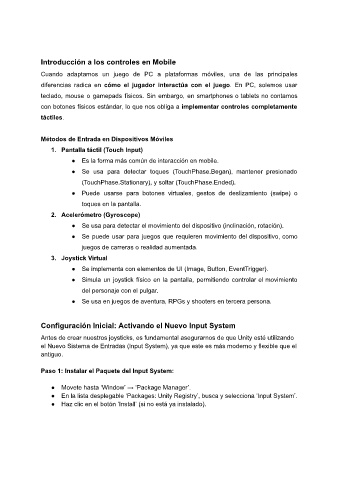 Introducción a los controles en Mobile
Cuando adaptamos un juego de PC a plataformas móviles, una de las principales
diferencias radica en cómo el jugador interactúa con el juego. En PC, solemos usar
teclado, mouse o gamepads físicos. Sin embargo, en smartphones o tablets no contamos
con botones físicos estándar, lo que nos obliga a implementar controles completamente
táctiles.
Métodos de Entrada en Dispositivos Móviles
1. Pantalla táctil (Touch Input)
● Es la forma más común de interacción en mobile.
● Se usa para detectar toques (TouchPhase.Began), mantener presionado
(TouchPhase.Stationary), y soltar (TouchPhase.Ended).
● Puede usarse para botones virtuales, gestos de deslizamiento (swipe) o
toques en la pantalla.
2. Acelerómetro (Gyroscope)
● Se usa para detectar el movimiento del dispositivo (inclinación, rotación).
● Se puede usar para juegos que requieren movimiento del dispositivo, como
juegos de carreras o realidad aumentada.
3. Joystick Virtual
● Se implementa con elementos de UI (Image, Button, EventTrigger).
● Simula un joystick físico en la pantalla, permitiendo controlar el movimiento
del personaje con el pulgar.
● Se usa en juegos de aventura, RPGs y shooters en tercera persona.
Configuración Inicial: Activando el Nuevo Input System
Antes de crear nuestros joysticks, es fundamental asegurarnos de que Unity esté utilizando
el Nuevo Sistema de Entradas (Input System), ya que este es más moderno y flexible que el
antiguo.
Paso 1: Instalar el Paquete del Input System:
● Movete hasta 'Window' → 'Package Manager'.
● En la lista desplegable 'Packages: Unity Registry', busca y selecciona 'Input System'.
● Haz clic en el botón 'Install' (si no está ya instalado).